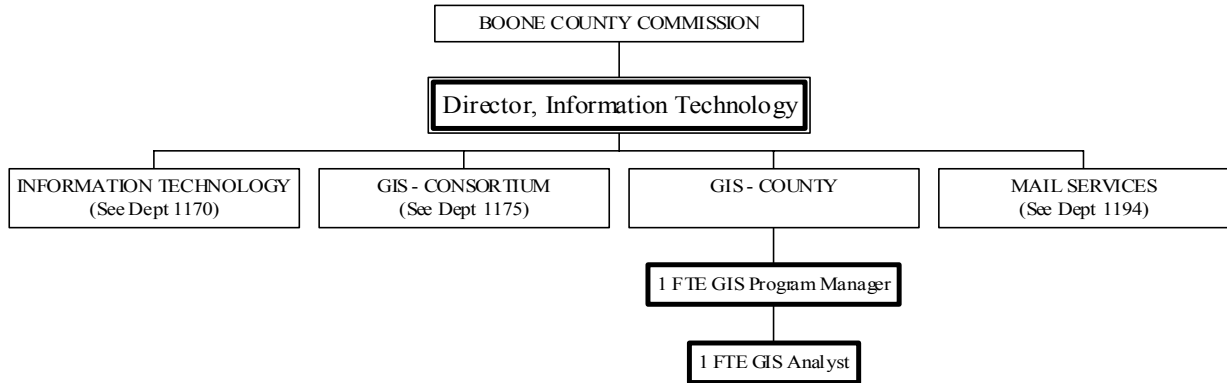 BOONE COUNTY COMMISSION
Director, Information Technology
INFORMATION TECHNOLOGY
(See Dept 1170)
GIS - CONSORTIUM
(See Dept 1175)
GIS - COUNTY
MAIL SERVICES
(See Dept 1194)
1 FTE GIS Program Manager
1 FTE GIS Analyst